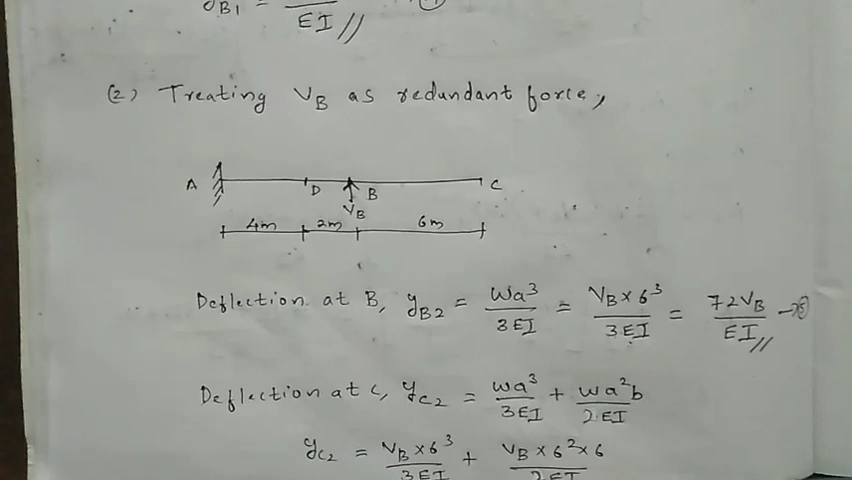 yB1 = EI //
(2) Treating VB as redundant force,
A D B C
VB
4m 2m 6m
Deflection at B, yB2 = Wa³/3EI = VB × 6³/3EI = 72VB/EI //
Deflection at C, yC2 = wa³/3EI + wa²b/2EI
yC2 = VB × 6³/3EI + VB × 6² × 6/2EI